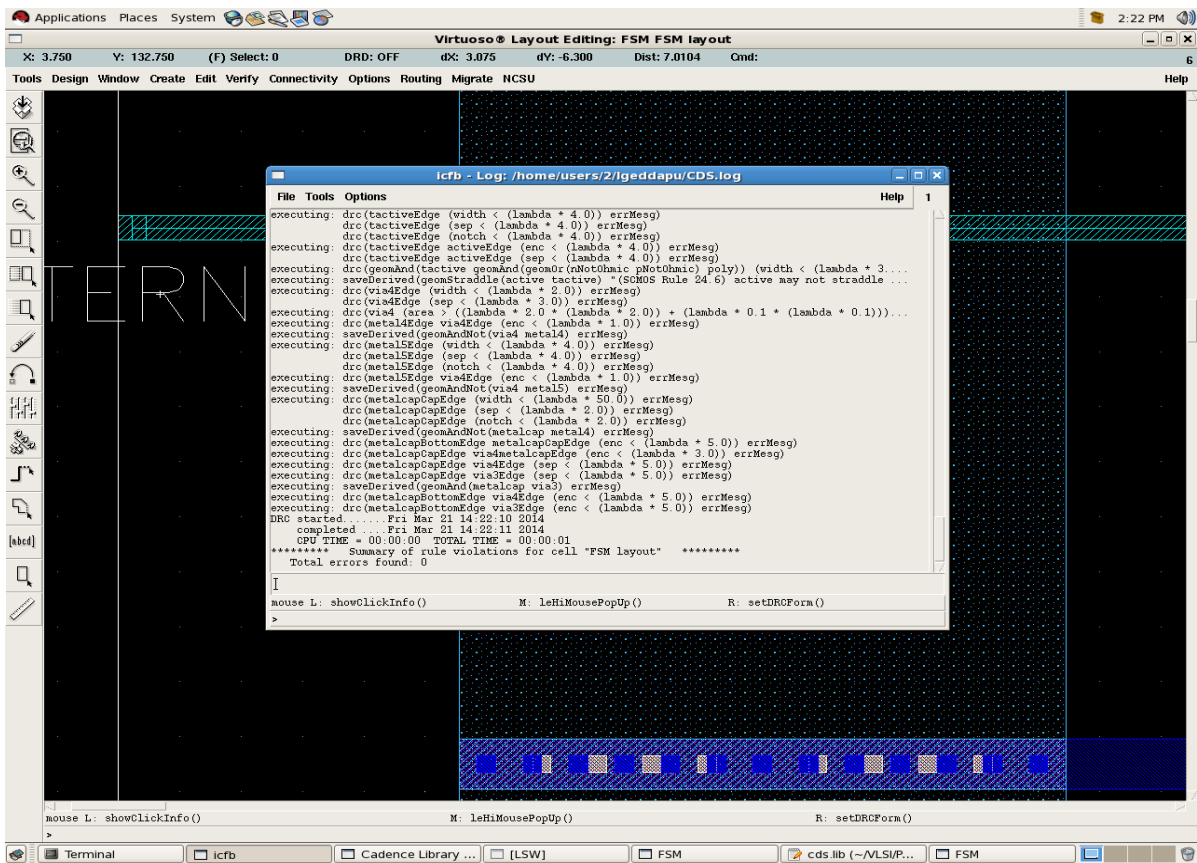 Applications Places System 2:22 PM
Virtuoso® Layout Editing: FSM FSM layout
X: 3.750 Y: 132.750 (F) Select: 0 DRD: OFF dX: 3.075 dY: -6.300 Dist: 7.0104 Cmd: 6
Tools Design Window Create Edit Verify Connectivity Options Routing Migrate NCSU Help
icfb - Log: /home/users/2/lgeddapu/CDS.log
File Tools Options Help 1
executing: drc(tactiveEdge (width < (lambda * 4.0)) errMesg)
drc(tactiveEdge (sep < (lambda * 4.0)) errMesg)
drc(tactiveEdge (notch < (lambda * 4.0)) errMesg)
executing: drc(tactiveEdge activeEdge (enc < (lambda * 4.0)) errMesg)
drc(tactiveEdge activeEdge (sep < (lambda * 4.0)) errMesg)
executing: drc(geomAnd(tactive geomAnd(geomOr(nNotOhmic pNotOhmic) poly)) (width < (lambda * 3....
executing: saveDerived(geomStraddle(active tactive) "(SCMOS Rule 24.6) active may not straddle ...
executing: drc(via4Edge (width < (lambda * 2.0)) errMesg)
drc(via4Edge (sep < (lambda * 3.0)) errMesg)
executing: drc(via4 (area > ((lambda * 2.0 * (lambda * 2.0)) + (lambda * 0.1 * (lambda * 0.1)))...
executing: drc(metal4Edge via4Edge (enc < (lambda * 1.0)) errMesg)
executing: saveDerived(geomAndNot(via4 metal4) errMesg)
executing: drc(metal5Edge (width < (lambda * 4.0)) errMesg)
drc(metal5Edge (sep < (lambda * 4.0)) errMesg)
drc(metal5Edge (notch < (lambda * 4.0)) errMesg)
executing: drc(metal5Edge via4Edge (enc < (lambda * 1.0)) errMesg)
executing: saveDerived(geomAndNot(via4 metal5) errMesg)
executing: drc(metalcapCapEdge (width < (lambda * 50.0)) errMesg)
drc(metalcapCapEdge (sep < (lambda * 2.0)) errMesg)
drc(metalcapCapEdge (notch < (lambda * 2.0)) errMesg)
executing: saveDerived(geomAndNot(metalcap metal4) errMesg)
executing: drc(metalcapBottomEdge metalcapCapEdge (enc < (lambda * 5.0)) errMesg)
executing: drc(metalcapCapEdge via4metalcapEdge (enc < (lambda * 3.0)) errMesg)
executing: drc(metalcapCapEdge via4Edge (sep < (lambda * 5.0)) errMesg)
executing: drc(metalcapCapEdge via3Edge (sep < (lambda * 5.0)) errMesg)
executing: saveDerived(geomAnd(metalcap via3) errMesg)
executing: drc(metalcapBottomEdge via4Edge (enc < (lambda * 5.0)) errMesg)
executing: drc(metalcapBottomEdge via3Edge (enc < (lambda * 5.0)) errMesg)
DRC started.......Fri Mar 21 14:22:10 2014
completed ....Fri Mar 21 14:22:11 2014
CPU TIME = 00:00:00 TOTAL TIME = 00:00:01
********* Summary of rule violations for cell "FSM layout" *********
Total errors found: 0
mouse L: showClickInfo() M: leHiMousePopUp() R: setDRCForm()
>
TERN
[abcd]
mouse L: showClickInfo() M: leHiMousePopUp() R: setDRCForm()
>
Terminal icfb Cadence Library ... [LSW] FSM cds.lib (~/VLSI/P... FSM